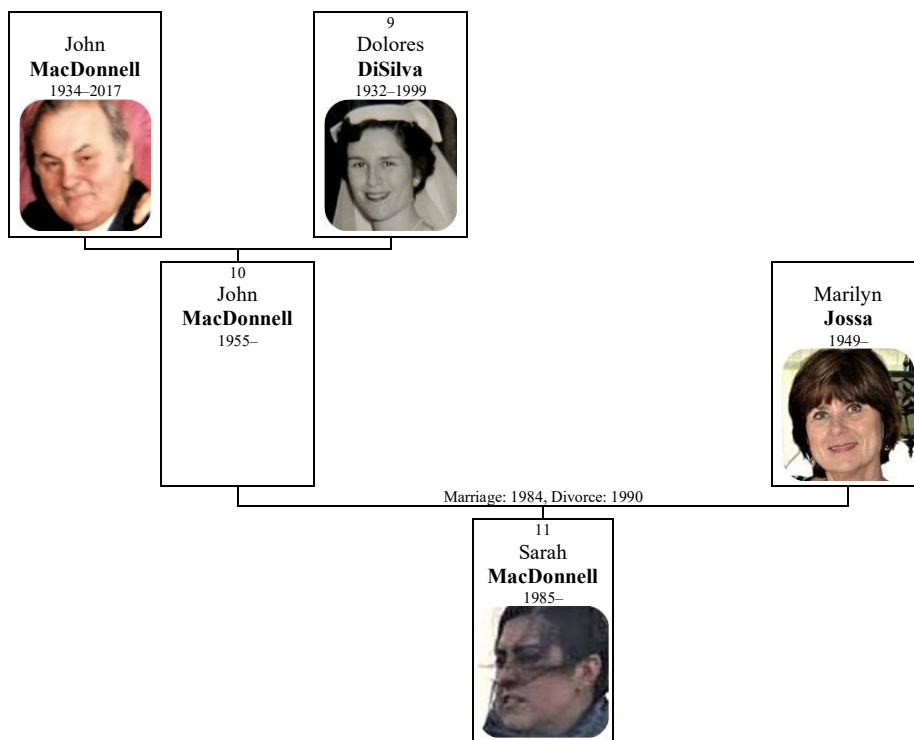 John
MacDonnell
1934–2017
9
Dolores
DiSilva
1932–1999
10
John
MacDonnell
1955–
Marilyn
Jossa
1949–
Marriage: 1984, Divorce: 1990
11
Sarah
MacDonnell
1985–